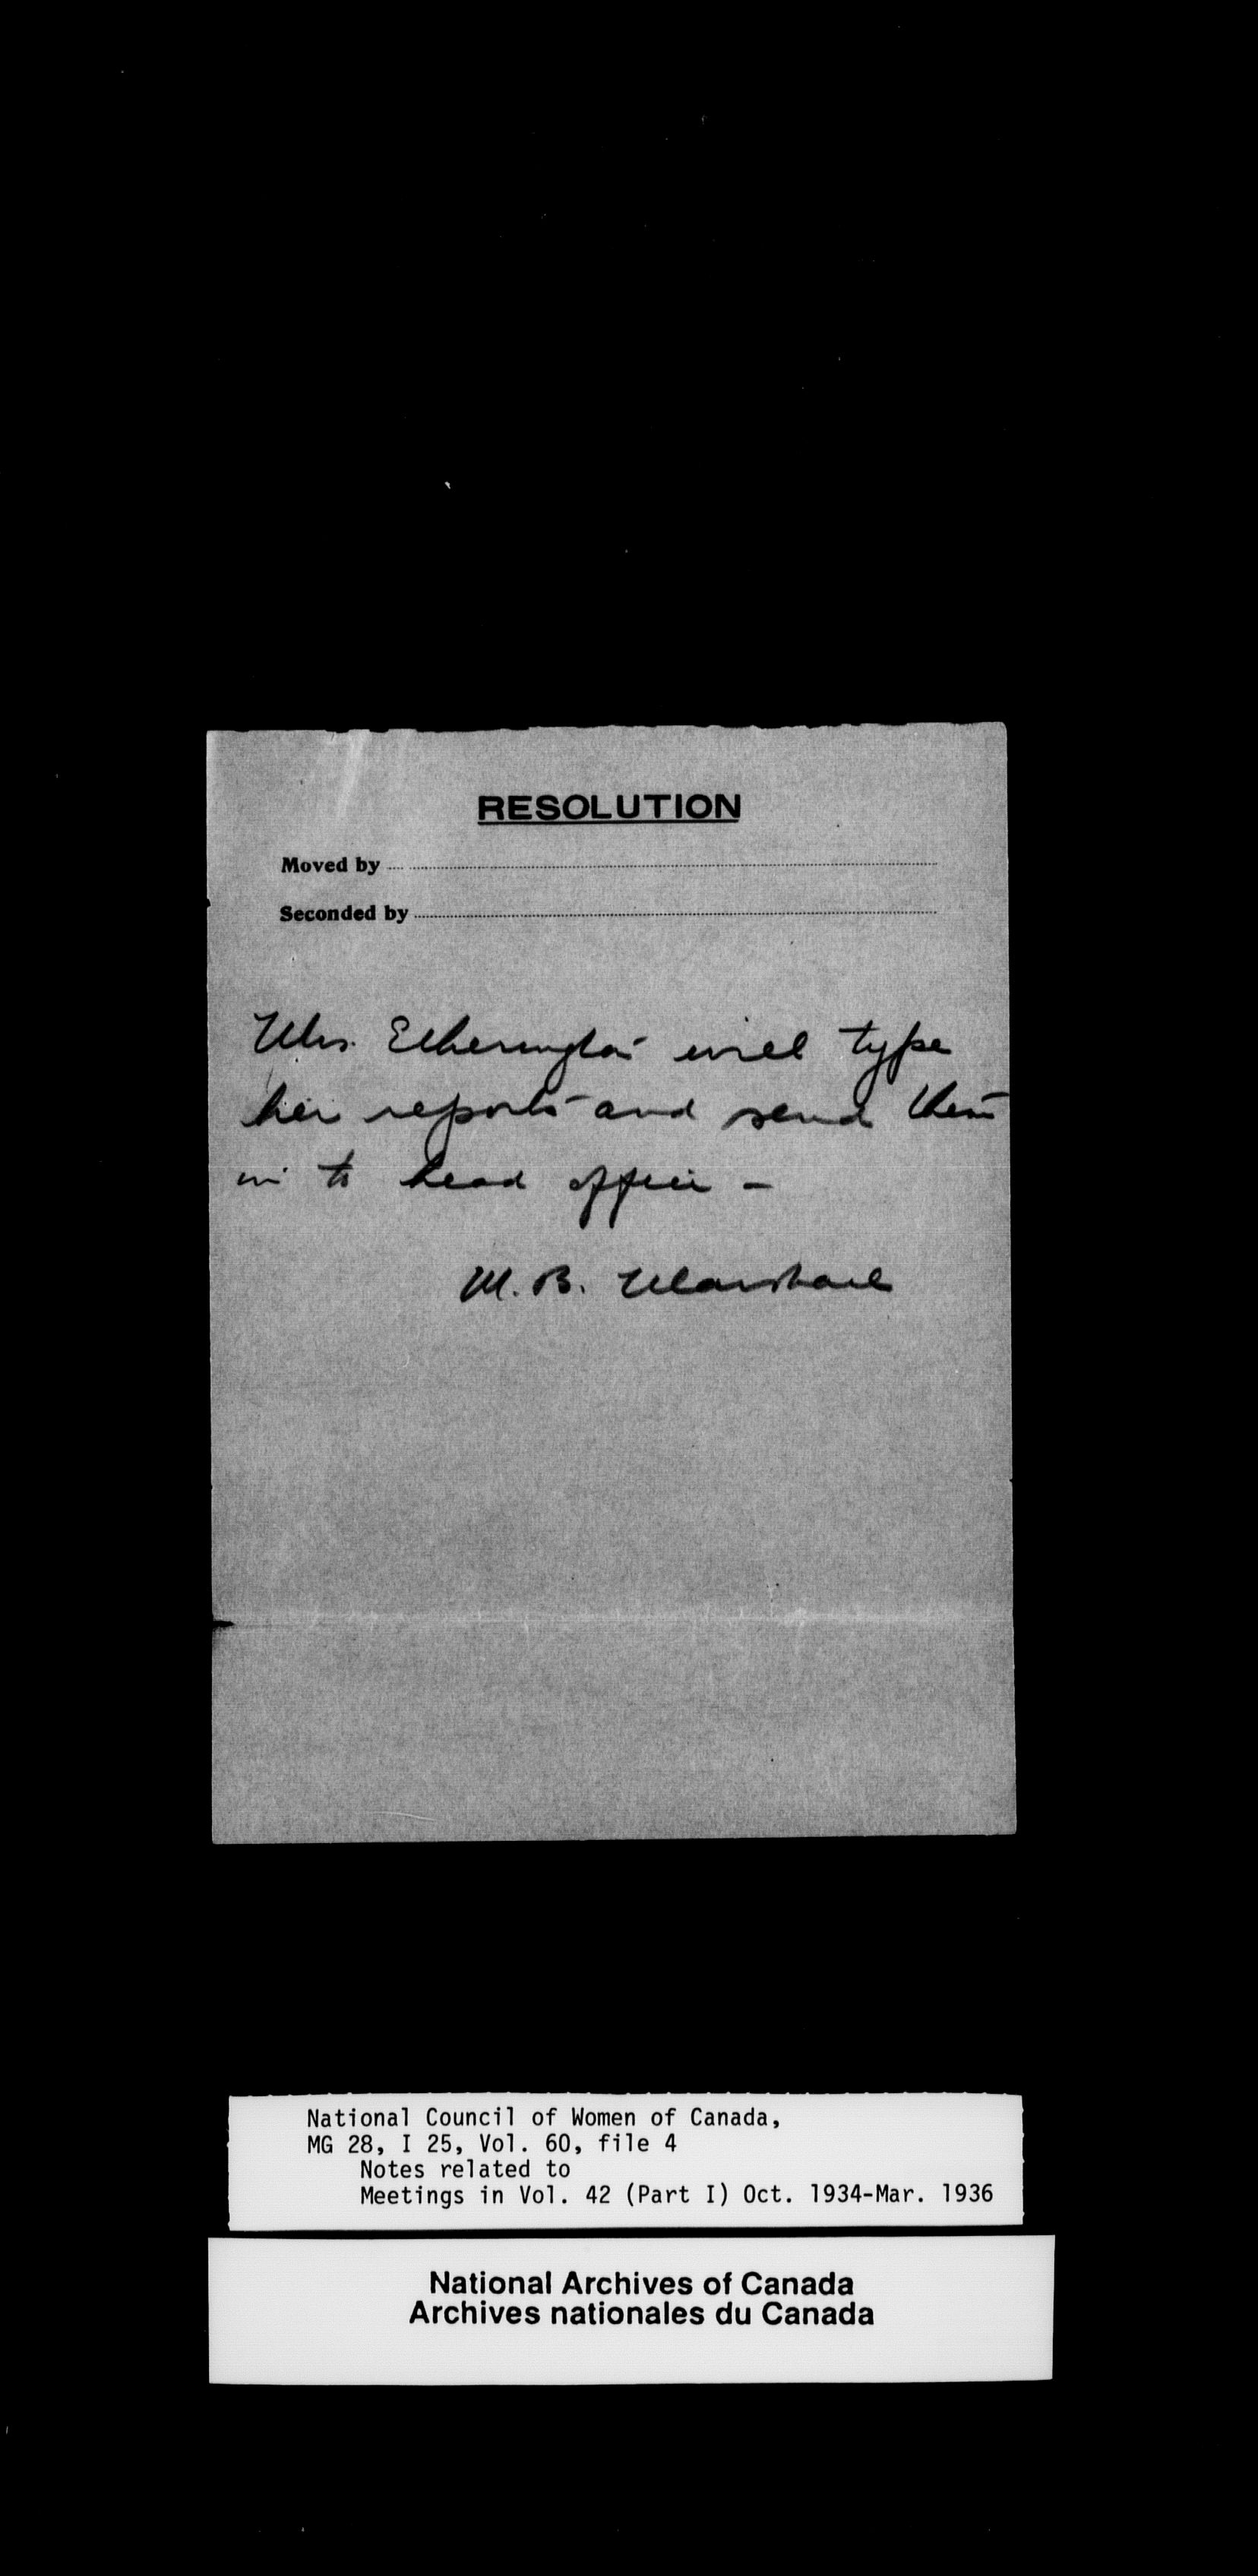 RESOLUTION
Moved by
Seconded by
Mrs. Etherington will type
her reports and send them
in to head office –
M. B. Marshall
National Council of Women of Canada,
MG 28, I 25, Vol. 60, file 4
Notes related to
Meetings in Vol. 42 (Part I) Oct. 1934-Mar. 1936
National Archives of Canada
Archives nationales du Canada